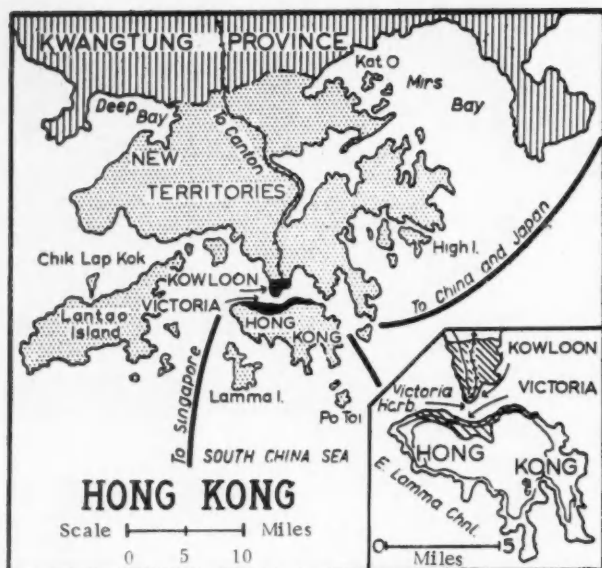 KWANGTUNG PROVINCE
Kat O
Mirs
Bay
Deep
Bay
To Canton
NEW
TERRITORIES
High I.
Chik Lap Kok
KOWLOON
To China and Japan
VICTORIA
Lantao
Island
HONG
KONG
Lamma I.
Po Toi
To Singapore
SOUTH CHINA SEA
HONG KONG
Scale Miles
0 5 10
KOWLOON
Victoria
Harb.
VICTORIA
HONG
KONG
E. Lamma Chnl.
0 5
Miles